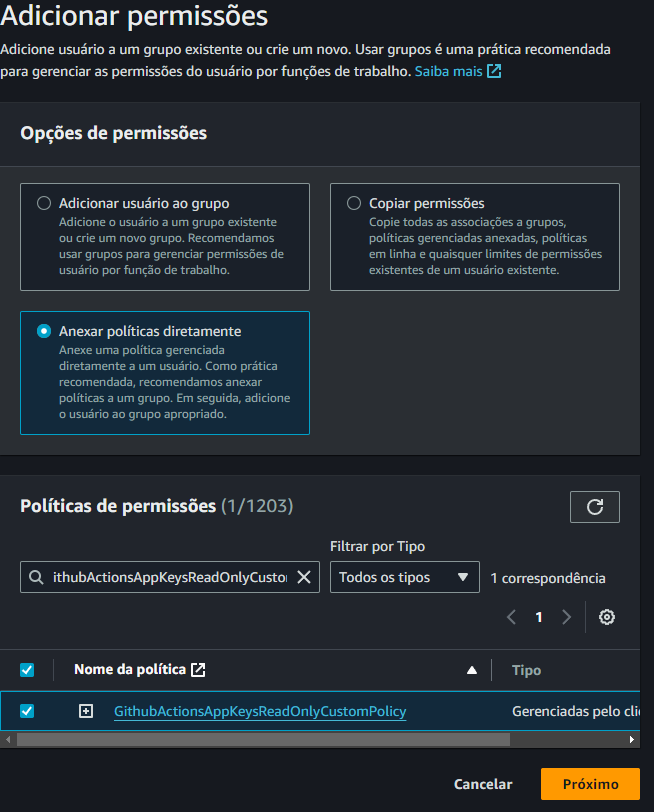 Adicionar permissões
Adicione usuário a um grupo existente ou crie um novo. Usar grupos é uma prática recomendada
para gerenciar as permissões do usuário por funções de trabalho. Saiba mais
Opções de permissões
Adicionar usuário ao grupo
Adicione o usuário a um grupo existente
ou crie um novo grupo. Recomendamos
usar grupos para gerenciar permissões de
usuário por função de trabalho.
Copiar permissões
Copie todas as associações a grupos,
políticas gerenciadas anexadas, políticas
em linha e quaisquer limites de permissões
existentes de um usuário existente.
Anexar políticas diretamente
Anexe uma política gerenciada
diretamente a um usuário. Como prática
recomendada, recomendamos anexar
políticas a um grupo. Em seguida, adicione
o usuário ao grupo apropriado.
Políticas de permissões (1/1203)
Filtrar por Tipo
ithubActionsAppKeysReadOnlyCusto
Todos os tipos
1 correspondência
1
Nome da política
Tipo
GithubActionsAppKeysReadOnlyCustomPolicy
Gerenciadas pelo cli
Cancelar
Próximo